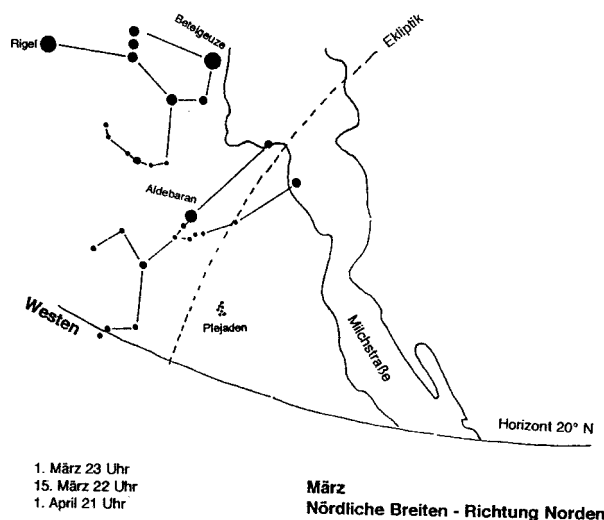 Rigel
Beteigeuze
Ekliptik
Aldebaran
Westen
Plejaden
Milchstraße
Horizont 20° N
1. März 23 Uhr
15. März 22 Uhr
1. April 21 Uhr
März
Nördliche Breiten - Richtung Norden